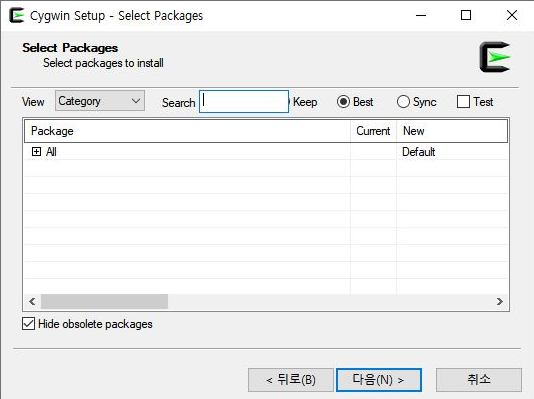 Cygwin Setup - Select Packages
Select Packages
Select packages to install
View Category Search Keep Best Sync Test
Package Current New
All Default
Hide obsolete packages
< 뒤로(B) 다음(N) > 취소